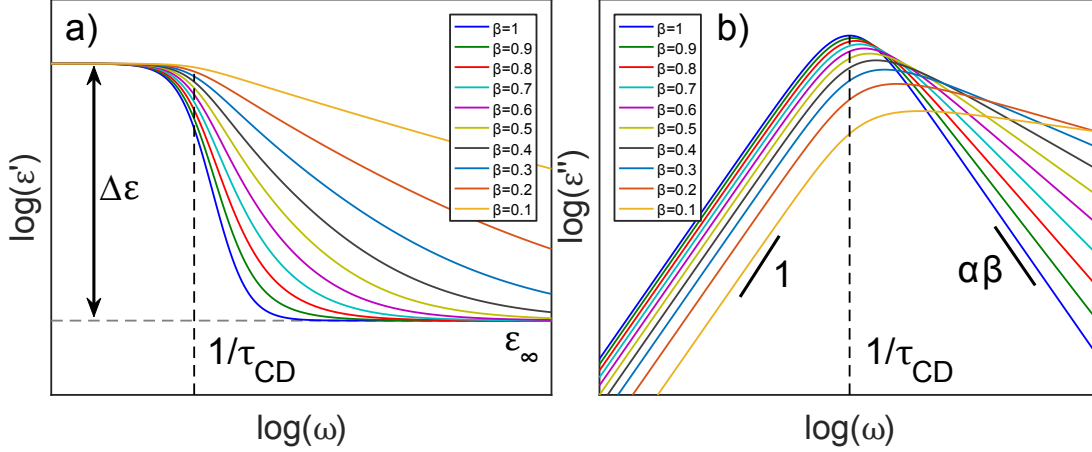 a)
β=1
β=0.9
β=0.8
β=0.7
β=0.6
β=0.5
β=0.4
β=0.3
β=0.2
β=0.1
log(ε')
Δε
1/τCD
ε∞
log(ω)
b)
β=1
β=0.9
β=0.8
β=0.7
β=0.6
β=0.5
β=0.4
β=0.3
β=0.2
β=0.1
log(ε'')
1
αβ
1/τCD
log(ω)